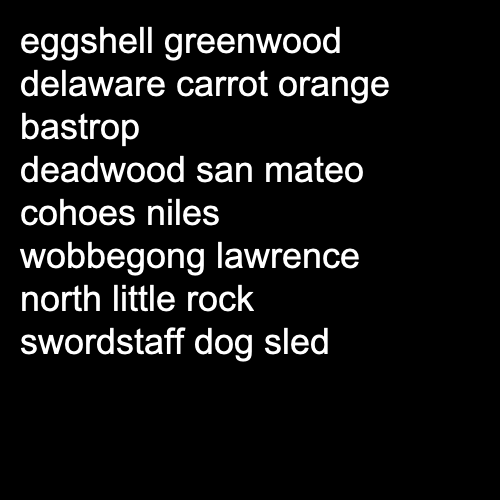 eggshell greenwood
delaware carrot orange
bastrop
deadwood san mateo
cohoes niles
wobbegong lawrence
north little rock
swordstaff dog sled